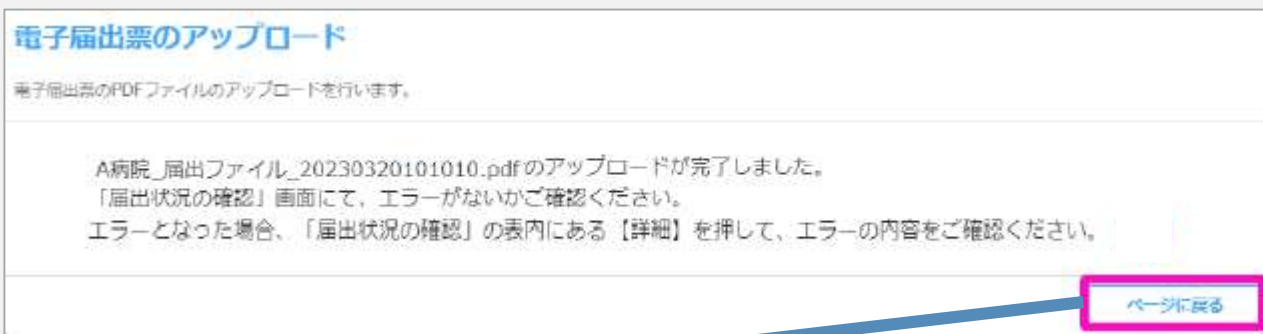 電子届出票のアップロード
電子届出票のPDFファイルのアップロードを行います。
A病院_届出ファイル_20230320101010.pdfのアップロードが完了しました。
「届出状況の確認」画面にて、エラーがないかご確認ください。
エラーとなった場合、「届出状況の確認」の表内にある【詳細】を押して、エラーの内容をご確認ください。
ページに戻る